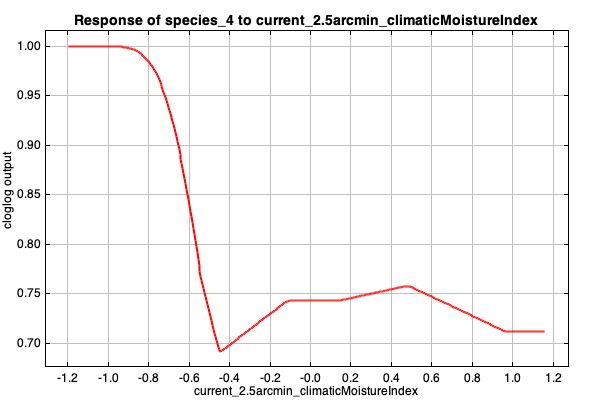 Response of species_4 to current_2.5arcmin_climaticMoistureIndex
1.00
0.95
0.90
0.85
0.80
0.75
0.70
cloglog output
-1.2 -1.0 -0.8 -0.6 -0.4 -0.2 -0.0 0.2 0.4 0.6 0.8 1.0 1.2
current_2.5arcmin_climaticMoistureIndex